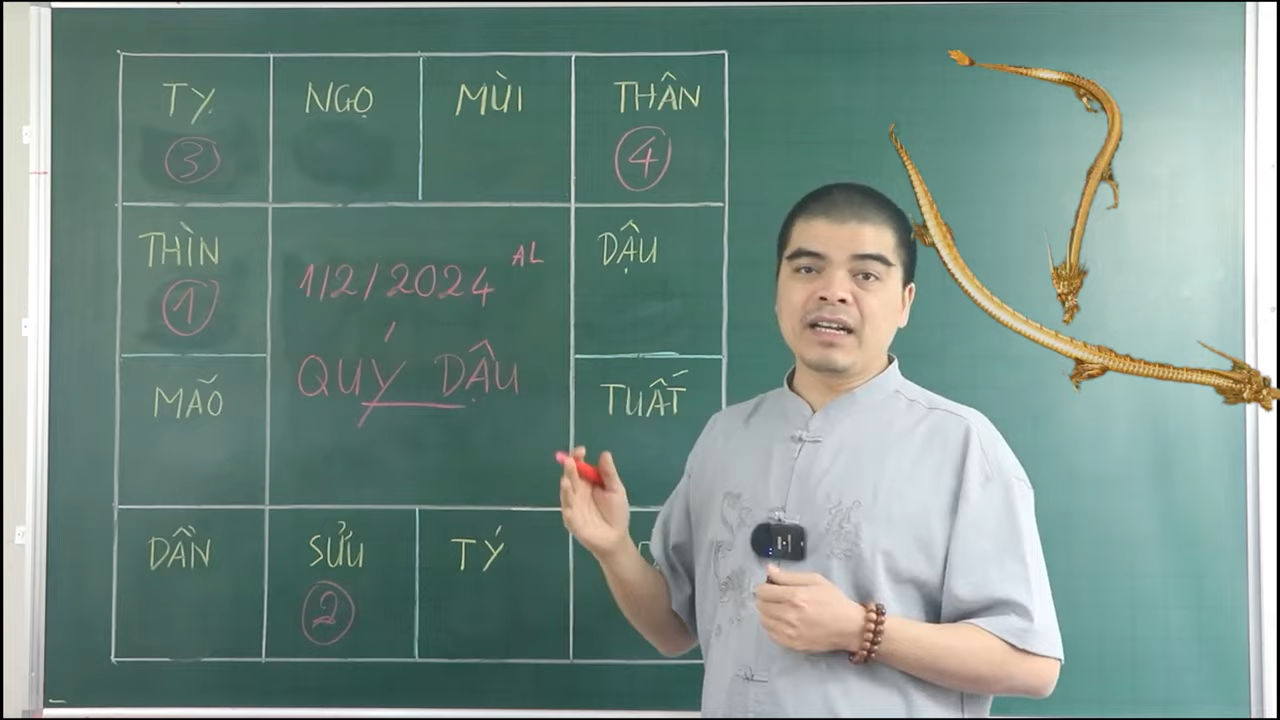 TỴ
NGỌ
MÙI
THÂN
3
4
THÌN
DẬU
1
1/2/2024 AL
QUÝ DẬU
MÃO
TUẤT
DẦN
SỬU
TÝ
2